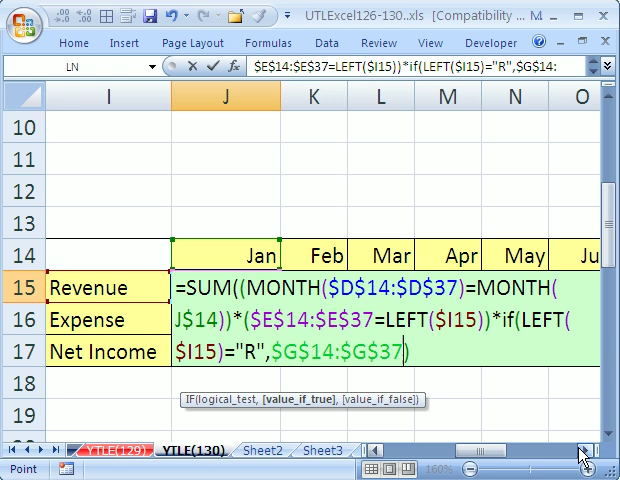 UTLExcel126-130..xls [Compatibility ... M
Home Insert Page Layout Formulas Data View Developer
LN $E$14:$E$37=LEFT($I15))*if(LEFT($I15)="R",$G$14:
I J K L M N O
10
11
12
13
14 Jan Feb Mar Apr May Ju
15 Revenue =SUM((MONTH($D$14:$D$37)=MONTH(
16 Expense J$14))*($E$14:$E$37=LEFT($I15))*if(LEFT(
17 Net Income $I15)="R",$G$14:$G$37)
18
IF(logical_test, [value_if_true], [value_if_false])
19
YTLE(129) YTLE(130) Sheet2 Sheet3
Point 160%